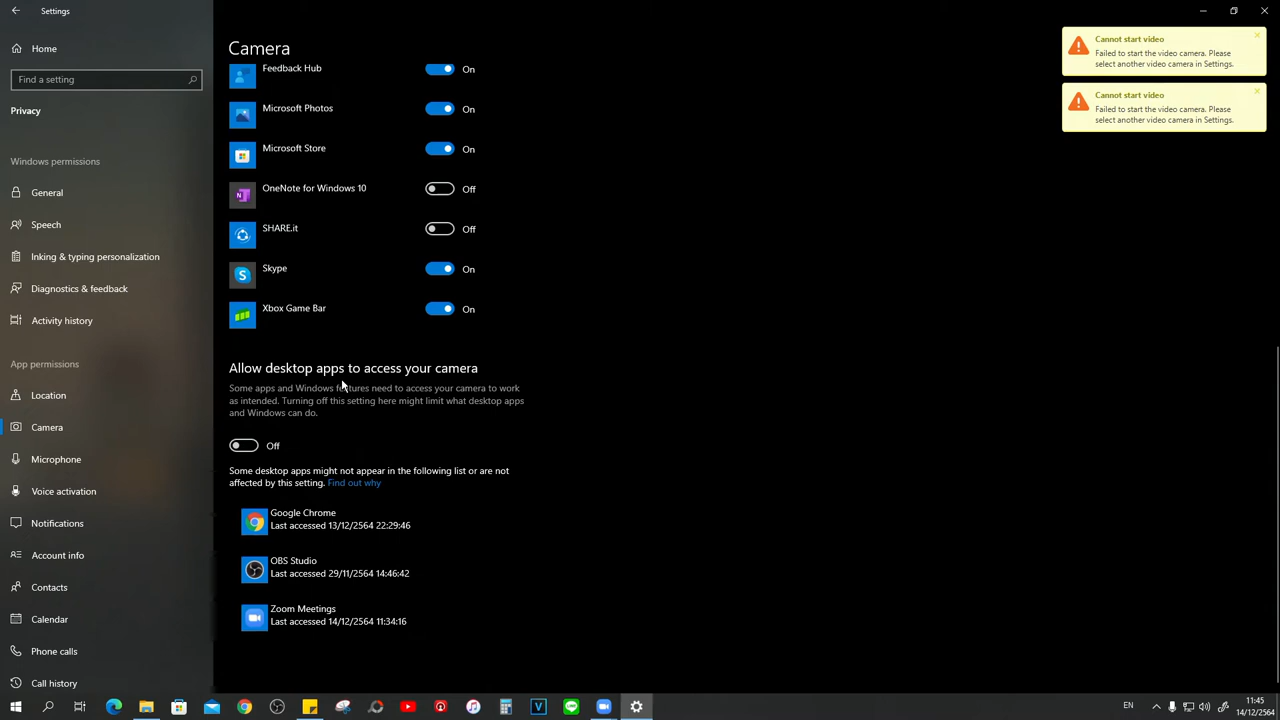 Settings
Home
Find a setting
Privacy
Windows permissions
General
Speech
Inking & typing personalization
Diagnostics & feedback
Activity history
App permissions
Location
Camera
Microphone
Voice activation
Notifications
Account info
Contacts
Calendar
Phone calls
Call history
Camera
Feedback Hub
On
Microsoft Photos
On
Microsoft Store
On
OneNote for Windows 10
Off
SHARE.it
Off
Skype
On
Xbox Game Bar
On
Allow desktop apps to access your camera
Some apps and Windows features need to access your camera to work
as intended. Turning off this setting here might limit what desktop apps
and Windows can do.
Off
Some desktop apps might not appear in the following list or are not
affected by this setting. Find out why
Google Chrome
Last accessed 13/12/2564 22:29:46
OBS Studio
Last accessed 29/11/2564 14:46:42
Zoom Meetings
Last accessed 14/12/2564 11:34:16
Cannot start video
Failed to start the video camera. Please
select another video camera in Settings.
Cannot start video
Failed to start the video camera. Please
select another video camera in Settings.
EN
11:45
14/12/2564